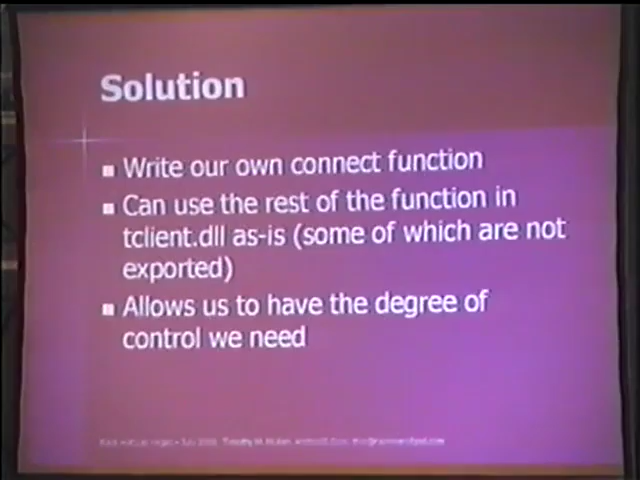 Solution
Write our own connect function
Can use the rest of the function in
tclient.dll as-is (some of which are not
exported)
Allows us to have the degree of
control we need